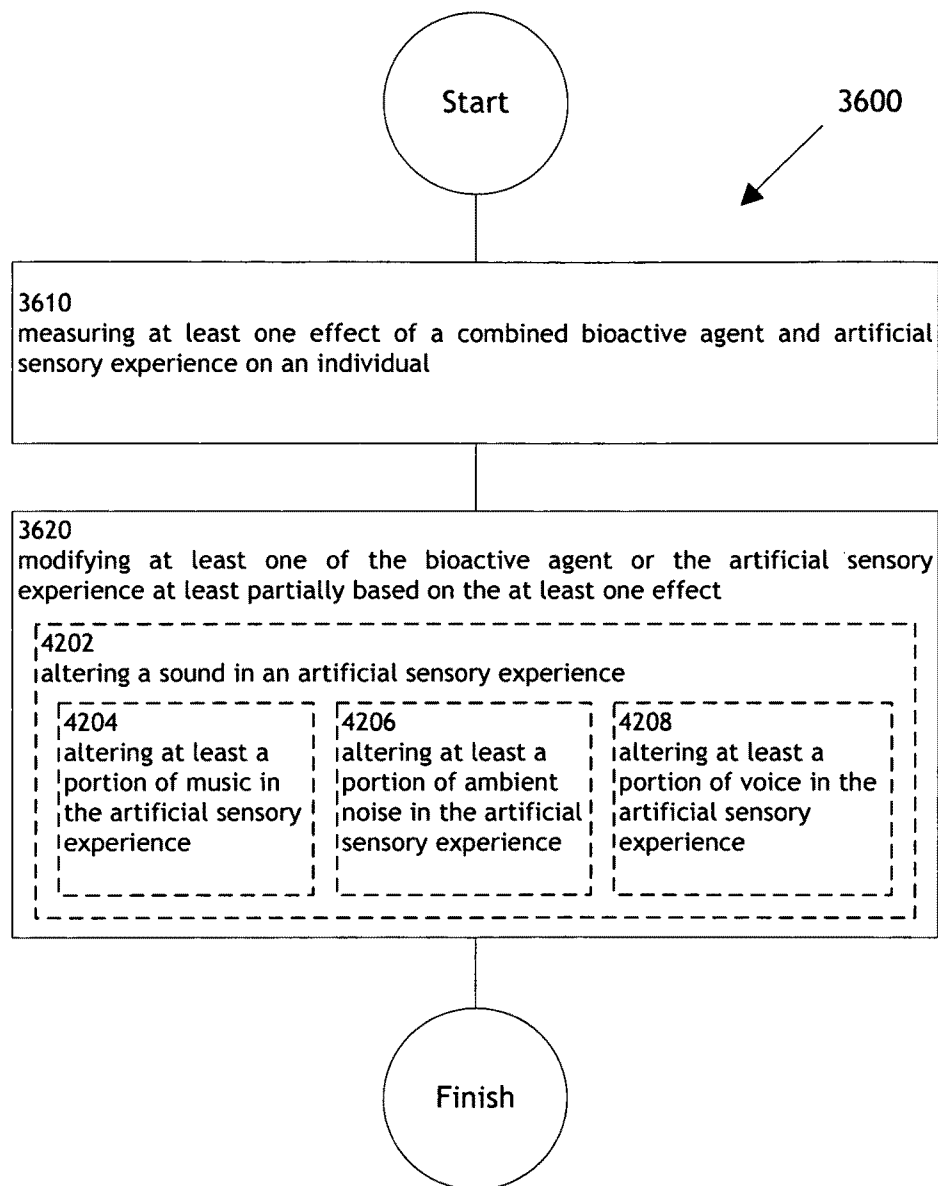 Start
3600
3610
measuring at least one effect of a combined bioactive agent and artificial
sensory experience on an individual
3620
modifying at least one of the bioactive agent or the artificial sensory
experience at least partially based on the at least one effect
4202
altering a sound in an artificial sensory experience
4204
altering at least a
portion of music in
the artificial sensory
experience
4206
altering at least a
portion of ambient
noise in the artificial
sensory experience
4208
altering at least a
portion of voice in the
artificial sensory
experience
Finish